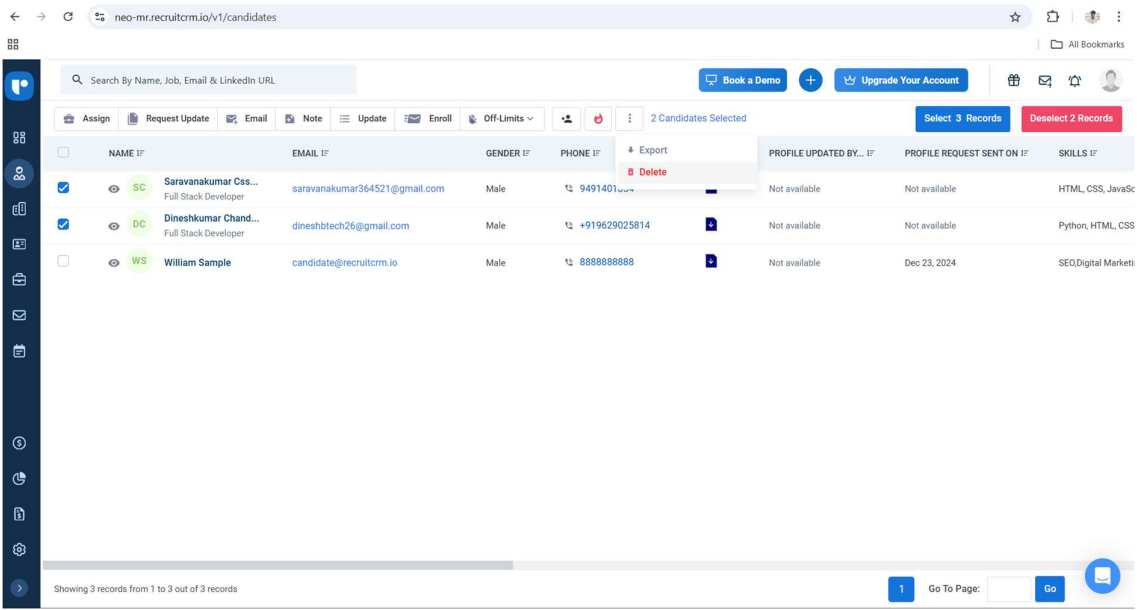 neo-mr.recruitcrm.io/v1/candidates
All Bookmarks
Search By Name, Job, Email & LinkedIn URL
Book a Demo
Upgrade Your Account
Assign Request Update Email Note Update Enroll Off-Limits 2 Candidates Selected Select 3 Records Deselect 2 Records
Export
Delete
NAME EMAIL GENDER PHONE PROFILE UPDATED BY... PROFILE REQUEST SENT ON SKILLS
SC Saravanakumar Css... saravanakumar364521@gmail.com Male Not available Not available HTML, CSS, JavaSc
Full Stack Developer
DC Dineshkumar Chand... dineshbtech26@gmail.com Male +919629025814 Not available Not available Python, HTML, CSS
Full Stack Developer
WS William Sample candidate@recruitcrm.io Male 8888888888 Not available Dec 23, 2024 SEO,Digital Marketi
Showing 3 records from 1 to 3 out of 3 records
1 Go To Page: Go